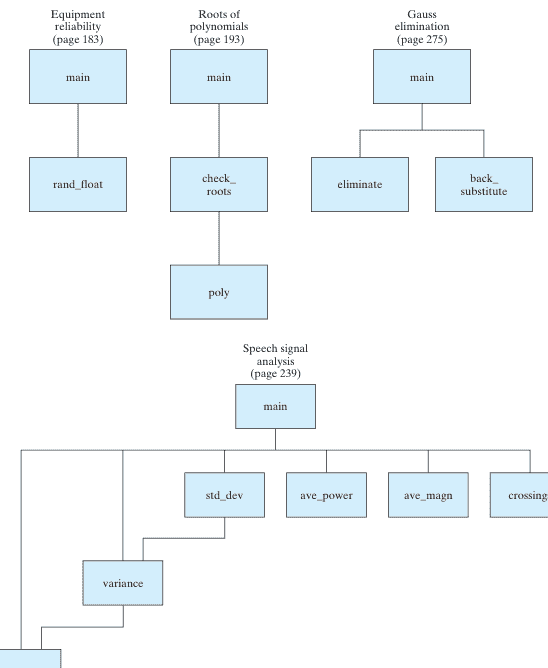 Equipment
reliability
(page 183)
main
rand_float
Roots of
polynomials
(page 193)
main
check_
roots
poly
Gauss
elimination
(page 275)
main
eliminate
back_
substitute
Speech signal
analysis
(page 239)
main
std_dev
ave_power
ave_magn
crossing
variance